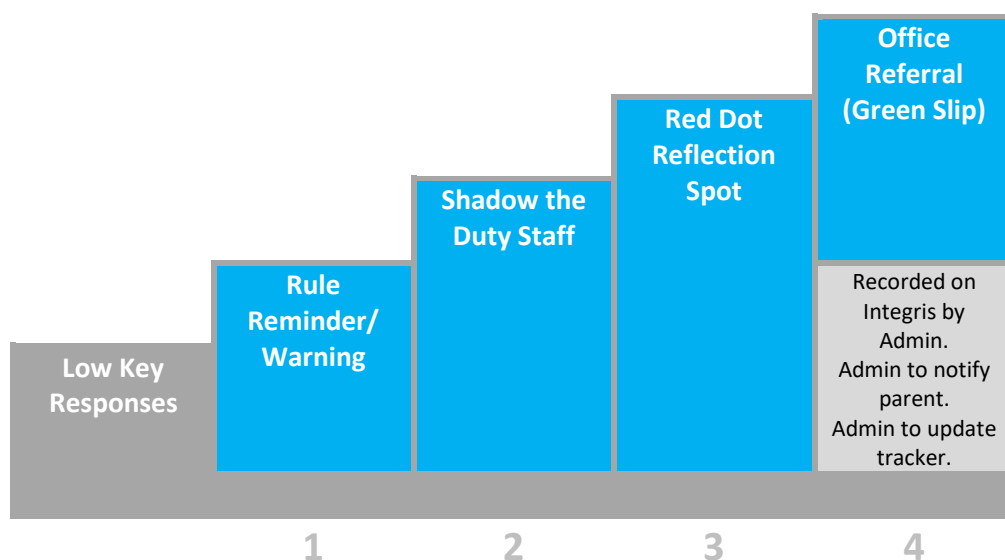 Low Key
Responses
Rule
Reminder/
Warning
Shadow the
Duty Staff
Red Dot
Reflection
Spot
Office
Referral
(Green Slip)
Recorded on
Integris by
Admin.
Admin to notify
parent.
Admin to update
tracker.
1
2
3
4